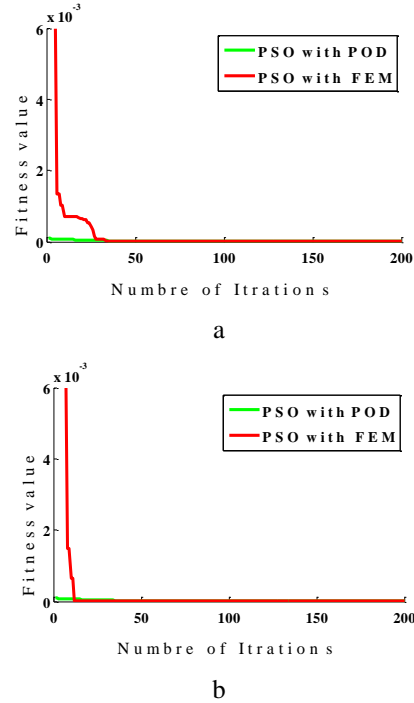 x 10-3
6
4
2
0
Fitness value
PSO with POD
PSO with FEM
0 50 100 150 200
Numbre of Itrations
a
x 10-3
6
4
2
0
Fitness value
PSO with POD
PSO with FEM
0 50 100 150 200
Numbre of Itrations
b